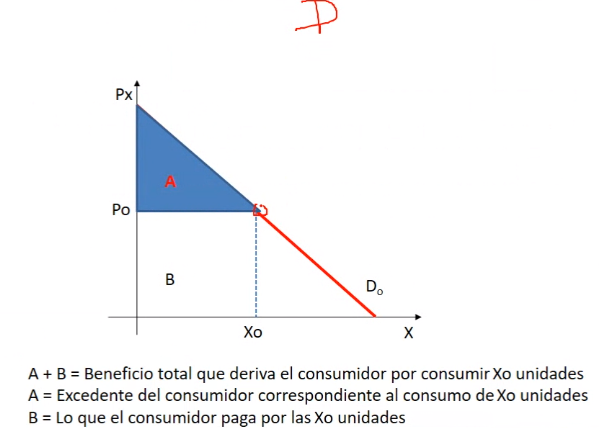 D
Px
A
Po
B
Do
Xo
X
A + B = Beneficio total que deriva el consumidor por consumir Xo unidades
A = Excedente del consumidor correspondiente al consumo de Xo unidades
B = Lo que el consumidor paga por las Xo unidades